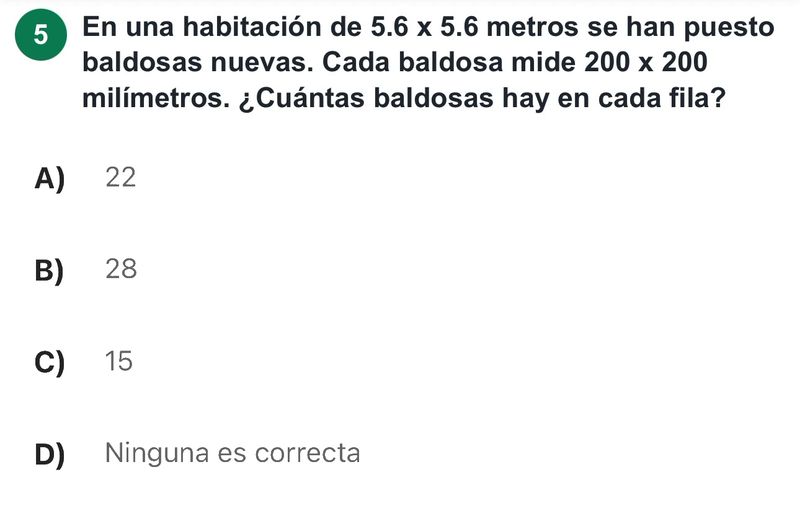 5 En una habitación de 5.6 x 5.6 metros se han puesto
baldosas nuevas. Cada baldosa mide 200 x 200
milímetros. ¿Cuántas baldosas hay en cada fila?
A) 22
B) 28
C) 15
D) Ninguna es correcta